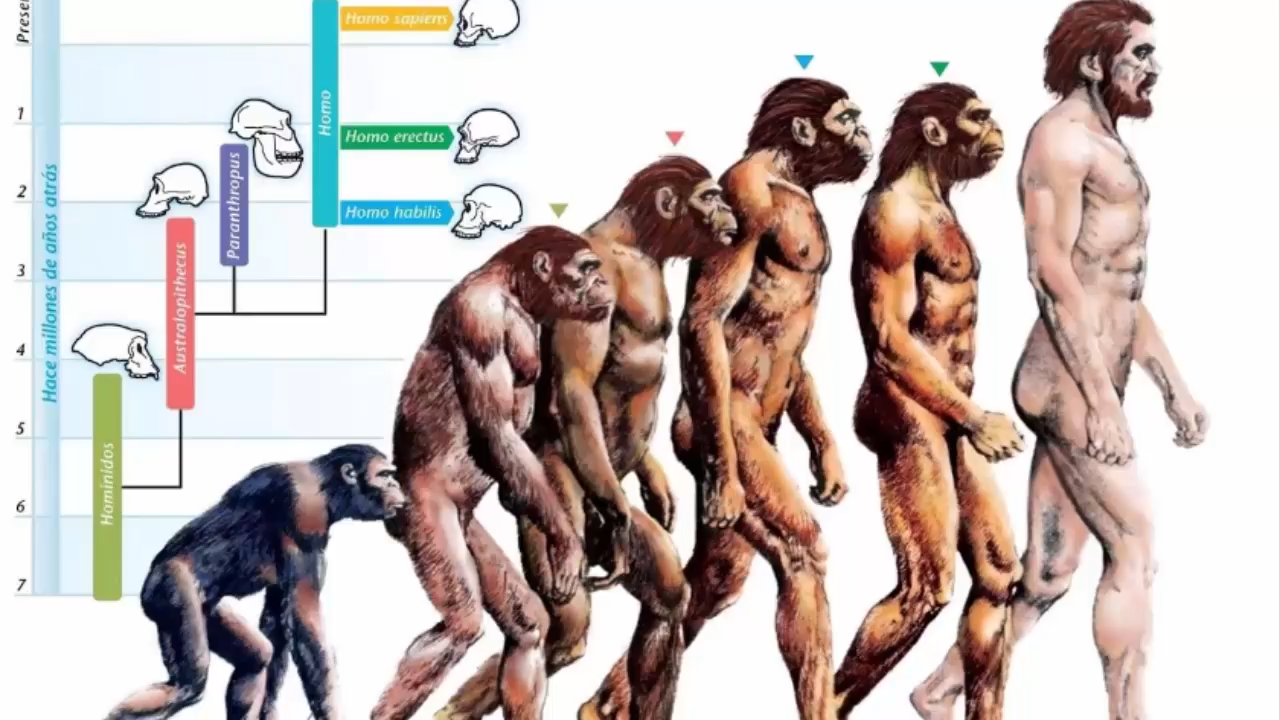 Homo sapiens
1
Homo
Homo erectus
Paranthropus
2
Homo habilis
Hace millones de años atrás
Australopithecus
3
4
5
Hominidos
6
7